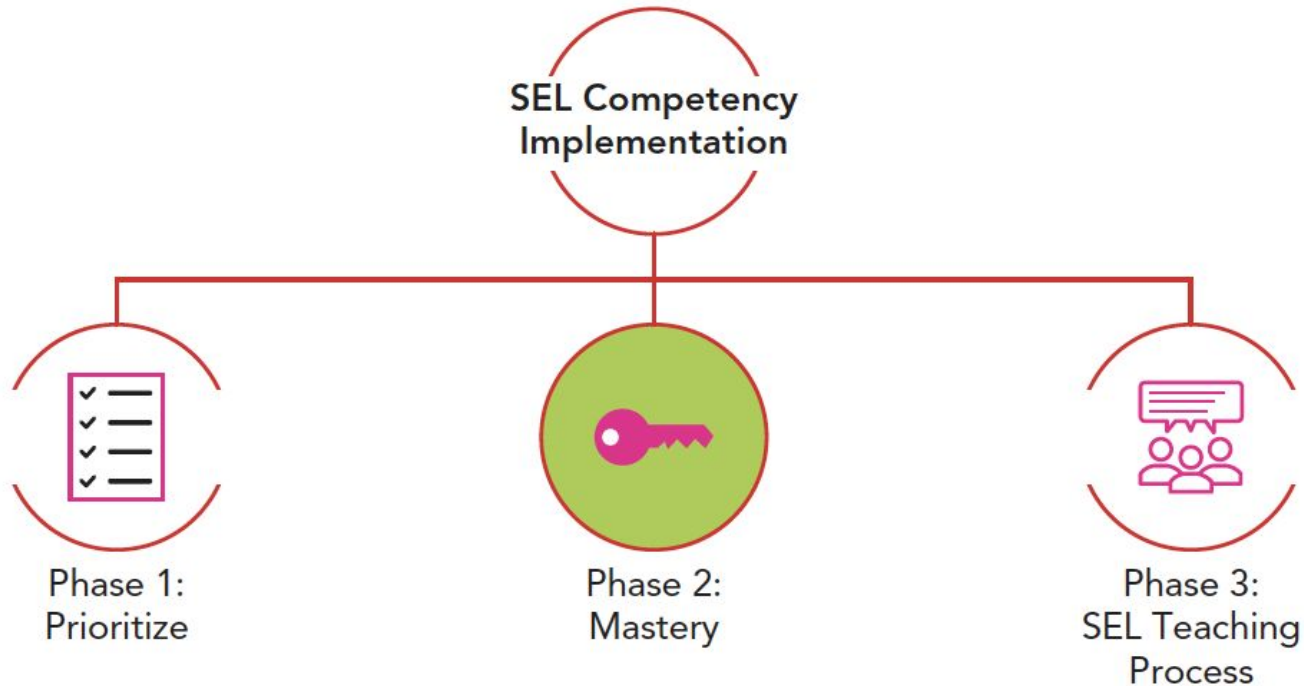 SEL Competency
Implementation
Phase 1:
Prioritize
Phase 2:
Mastery
Phase 3:
SEL Teaching
Process